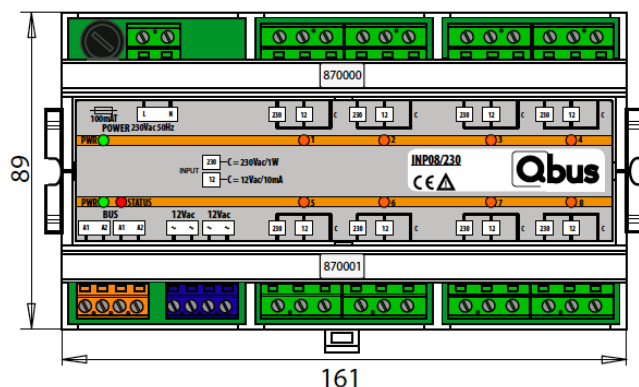 870000
100mAT
L N
POWER 230Vac 50Hz
230 12 C 230 12 C 230 12 C 230 12 C
PWR 1 2 3 4
INPUT
230 C = 230Vac/1W
12 C = 12Vac/10mA
INP08/230
CE
Qbus
PWR STATUS 5 6 7 8
BUS 12Vac 12Vac
A1 A2 A1 A2 ~ ~ ~ ~
230 12 C 230 12 C 230 12 C 230 12 C
870001
89
161